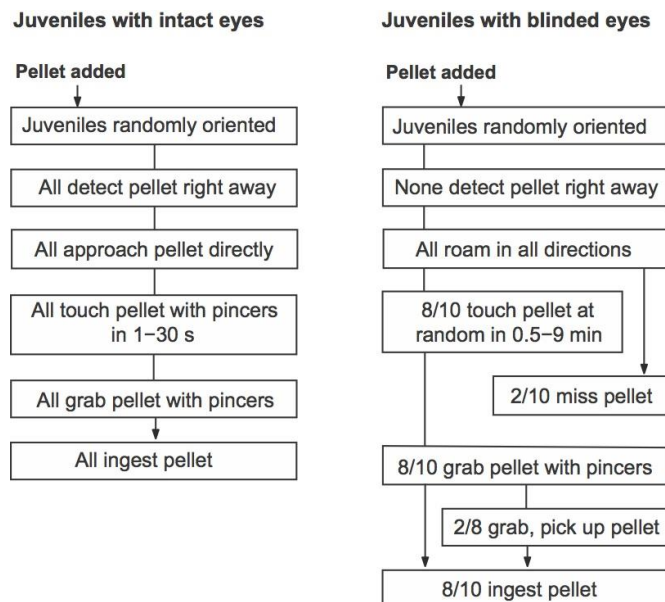 Juveniles with intact eyes
Pellet added
Juveniles randomly oriented
All detect pellet right away
All approach pellet directly
All touch pellet with pincers
in 1–30 s
All grab pellet with pincers
All ingest pellet
Juveniles with blinded eyes
Pellet added
Juveniles randomly oriented
None detect pellet right away
All roam in all directions
8/10 touch pellet at
random in 0.5–9 min
2/10 miss pellet
8/10 grab pellet with pincers
2/8 grab, pick up pellet
8/10 ingest pellet